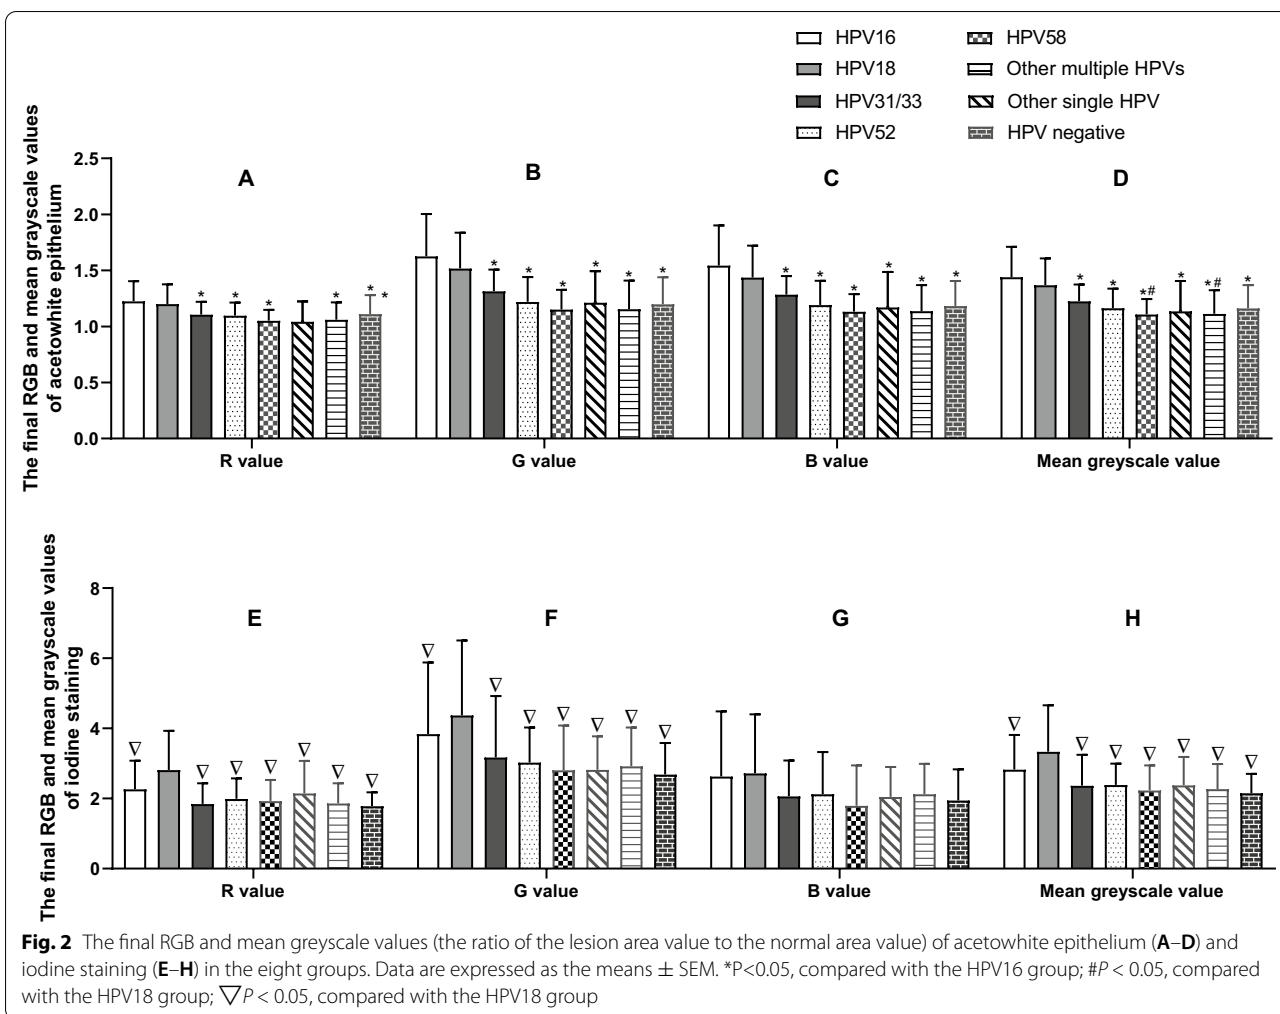 HPV16
HPV58
HPV18
Other multiple HPVs
HPV31/33
Other single HPV
HPV52
HPV negative
The final RGB and mean grayscale values
of acetowhite epithelium
2.5
2.0
1.5
1.0
0.5
0.0
A
B
C
D
* * * * * *
* * * * * *
* * * * * *
* * *# * *# *
R value
G value
B value
Mean greyscale value
The final RGB and mean grayscale values
of iodine staining
8
6
4
2
0
E
F
G
H
▽ ▽ ▽ ▽ ▽ ▽ ▽
▽ ▽ ▽ ▽ ▽ ▽ ▽
▽ ▽ ▽ ▽ ▽ ▽ ▽
R value
G value
B value
Mean greyscale value
Fig. 2 The final RGB and mean greyscale values (the ratio of the lesion area value to the normal area value) of acetowhite epithelium (A–D) and
iodine staining (E–H) in the eight groups. Data are expressed as the means ± SEM. *P<0.05, compared with the HPV16 group; #P < 0.05, compared
with the HPV18 group; ▽P < 0.05, compared with the HPV18 group